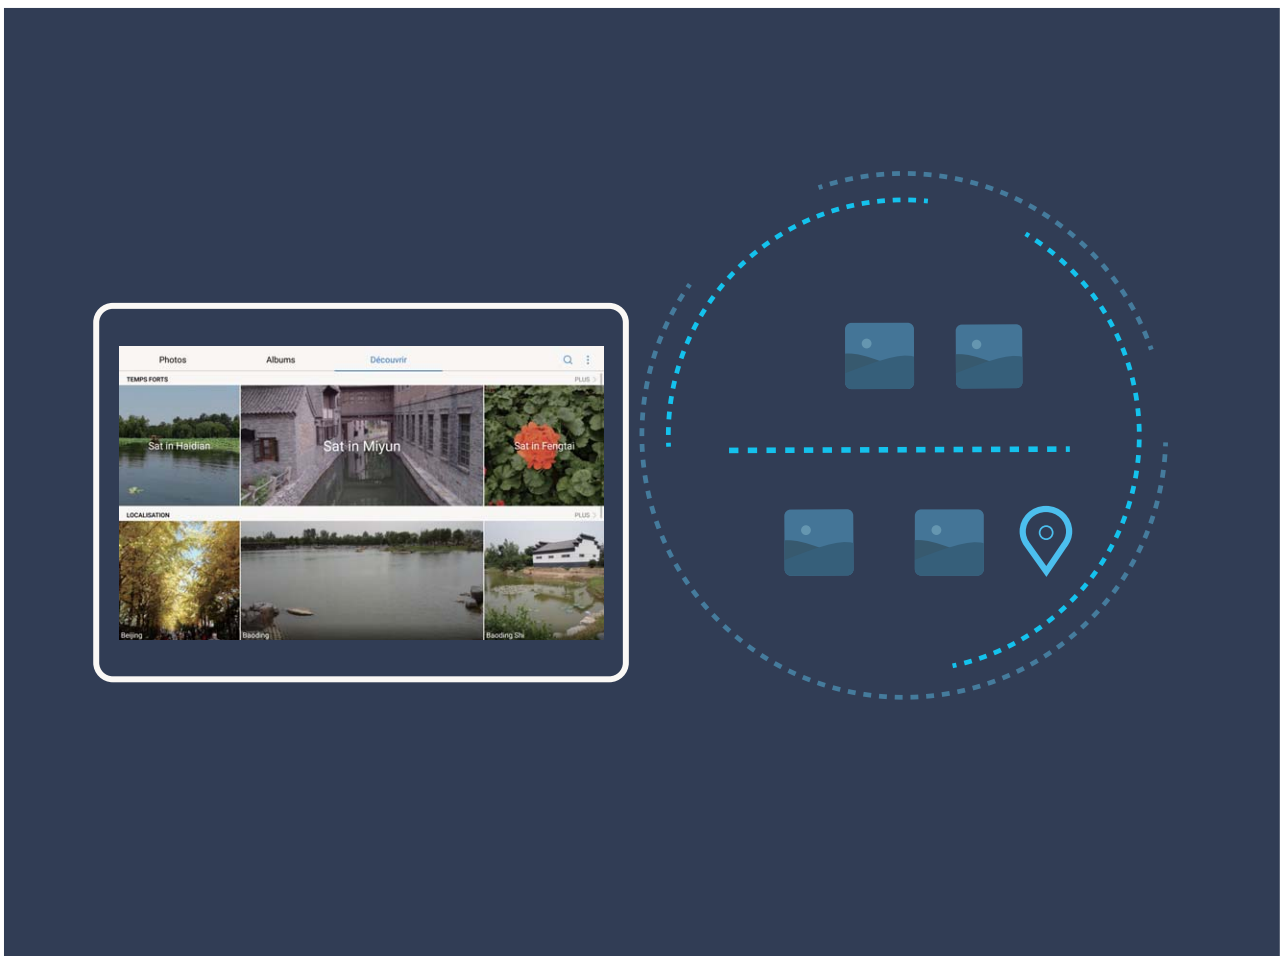 Photos Albums Découvrir
TEMPS FORTS PLUS >
Sat in Haidian Sat in Miyun Sat in Fengtai
LOCALISATION PLUS >
Beijing Baoding Baoding Shi